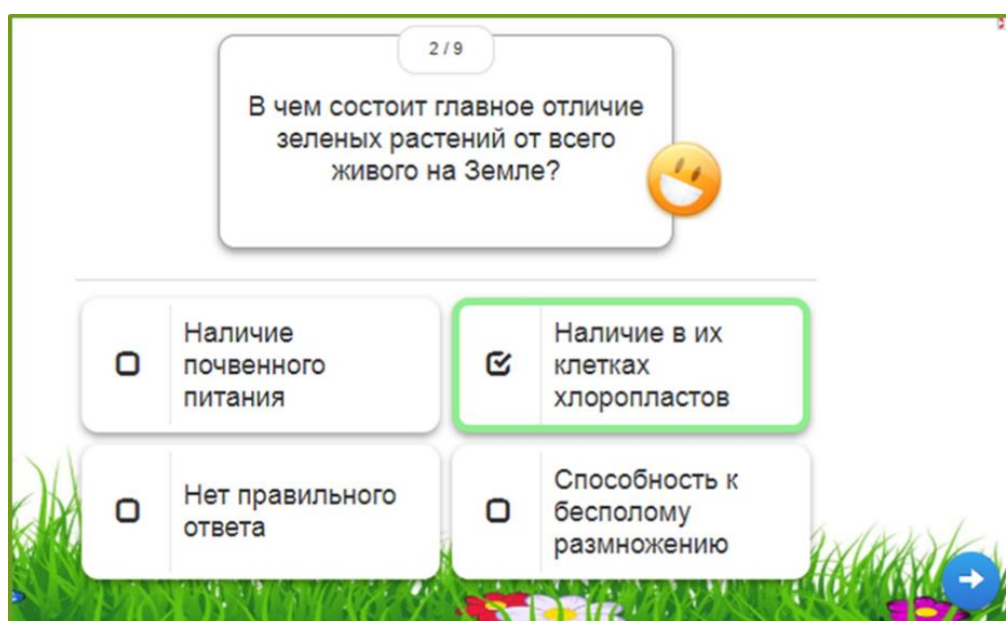 2 / 9
В чем состоит главное отличие
зеленых растений от всего
живого на Земле?
Наличие
почвенного
питания
Наличие в их
клетках
хлоропластов
Нет правильного
ответа
Способность к
бесполому
размножению